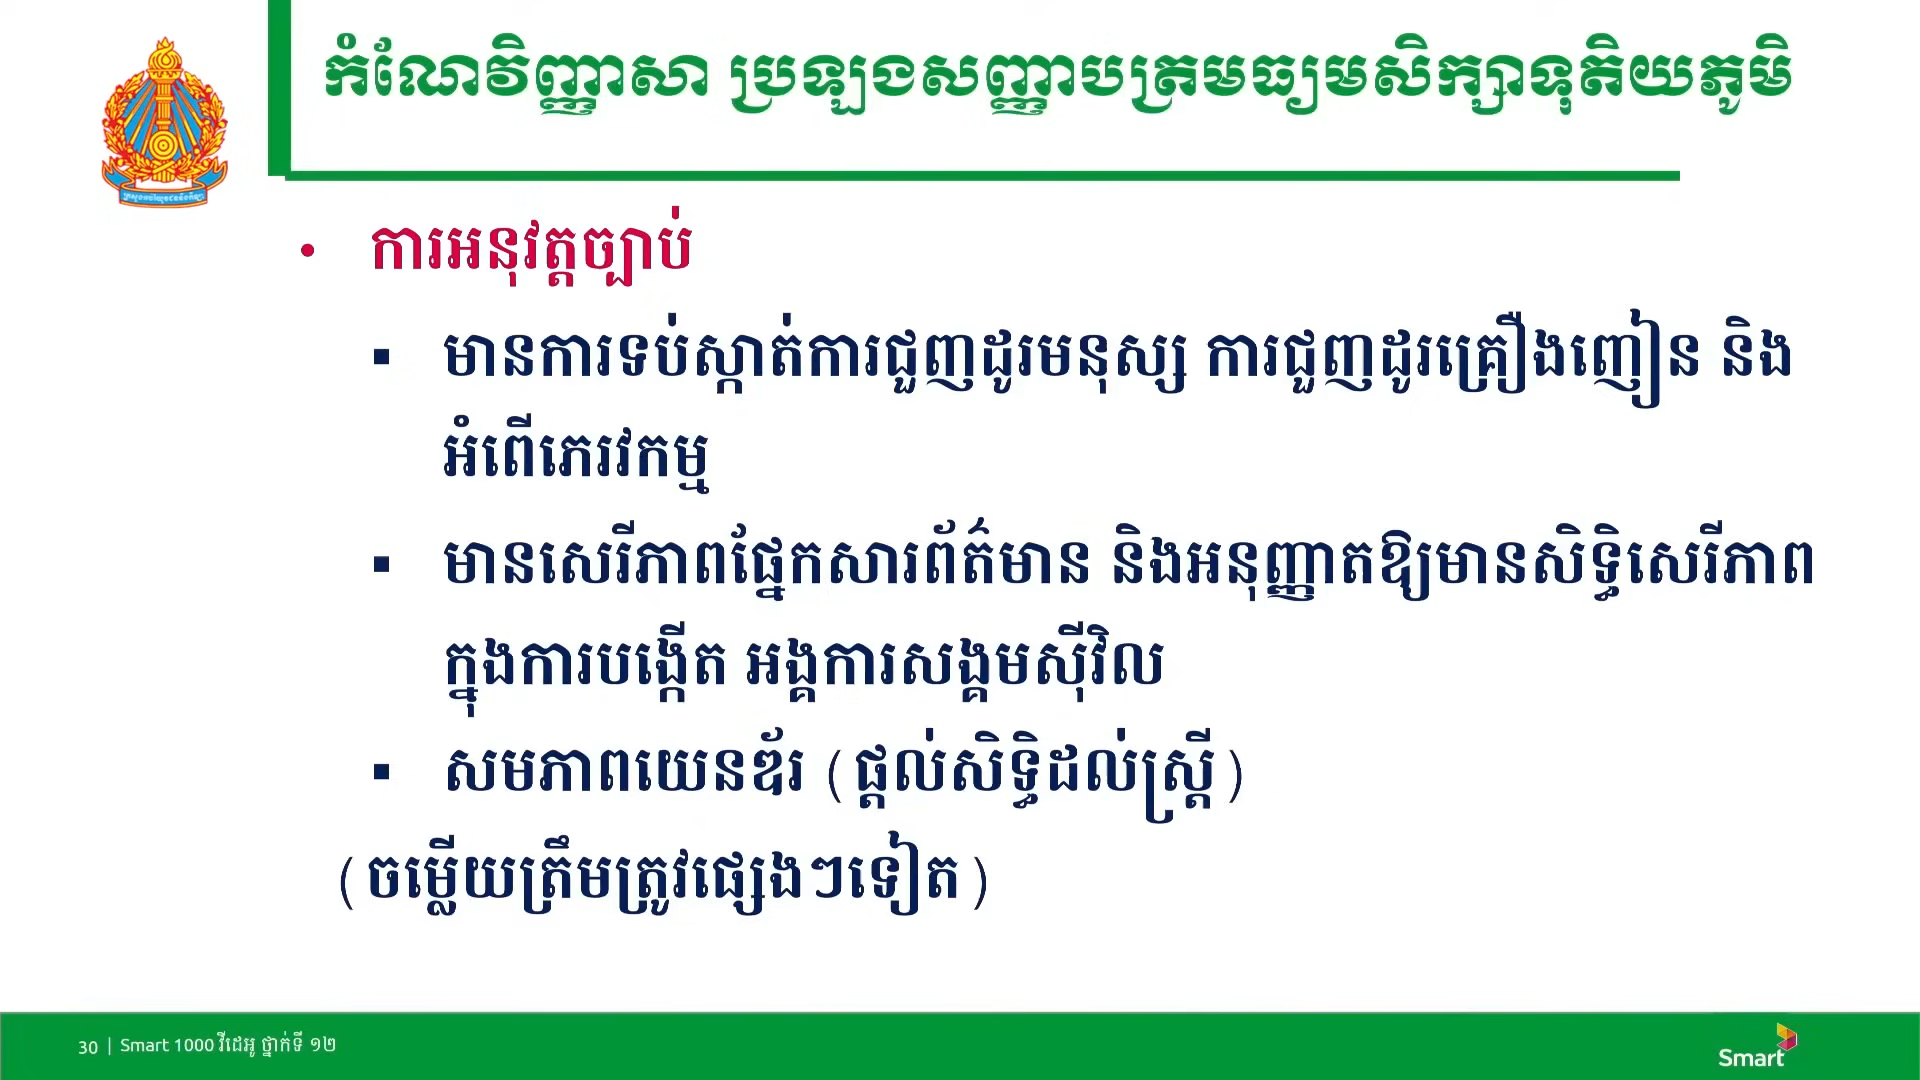 កំណែវិញ្ញាសា ប្រឡងសញ្ញាបត្រមធ្យមសិក្សាទុតិយភូមិ
• ការអនុវត្តច្បាប់
▪ មានការទប់ស្កាត់ការជួញដូរមនុស្ស ការជួញដូរគ្រឿងញៀន និង
អំពើភេរវកម្ម
▪ មានសេរីភាពផ្នែកសារព័ត៌មាន និងអនុញ្ញាតឱ្យមានសិទ្ធិសេរីភាព
ក្នុងការបង្កើត អង្គការសង្គមស៊ីវិល
▪ សមភាពយេនឌ័រ (ផ្តល់សិទ្ធិដល់ស្ត្រី)
(ចម្លើយត្រឹមត្រូវផ្សេងៗទៀត)
30 | Smart 1000 វីដេអូ ថ្នាក់ទី ១២
Smart